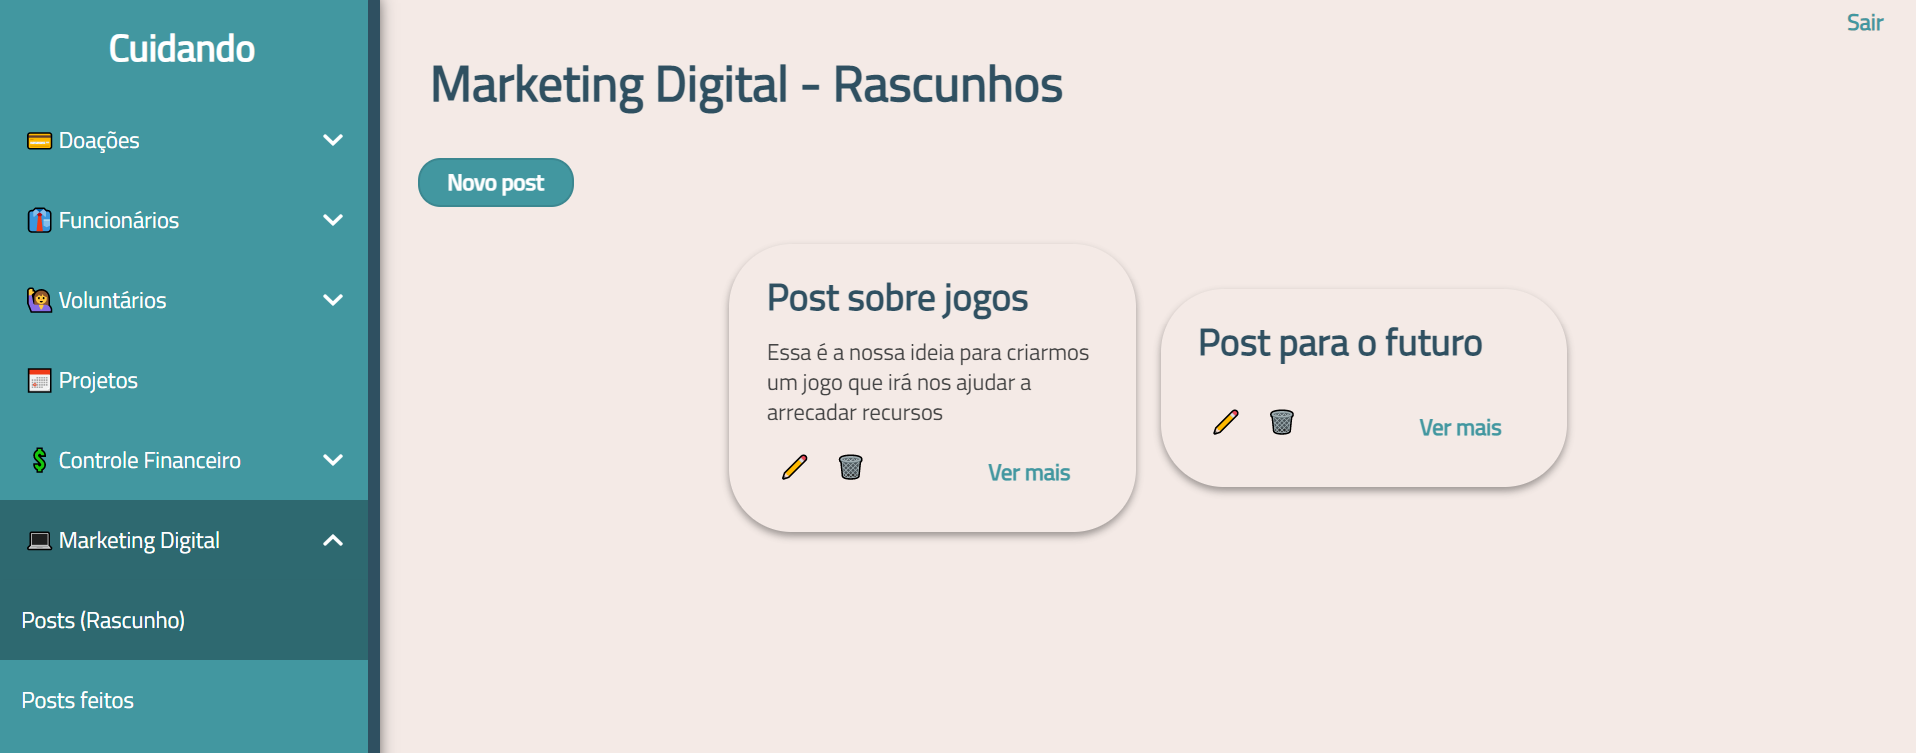 Cuidando
Doações
Funcionários
Voluntários
Projetos
Controle Financeiro
Marketing Digital
Posts (Rascunho)
Posts feitos
Sair
Marketing Digital - Rascunhos
Novo post
Post sobre jogos
Essa é a nossa ideia para criarmos
um jogo que irá nos ajudar a
arrecadar recursos
Ver mais
Post para o futuro
Ver mais